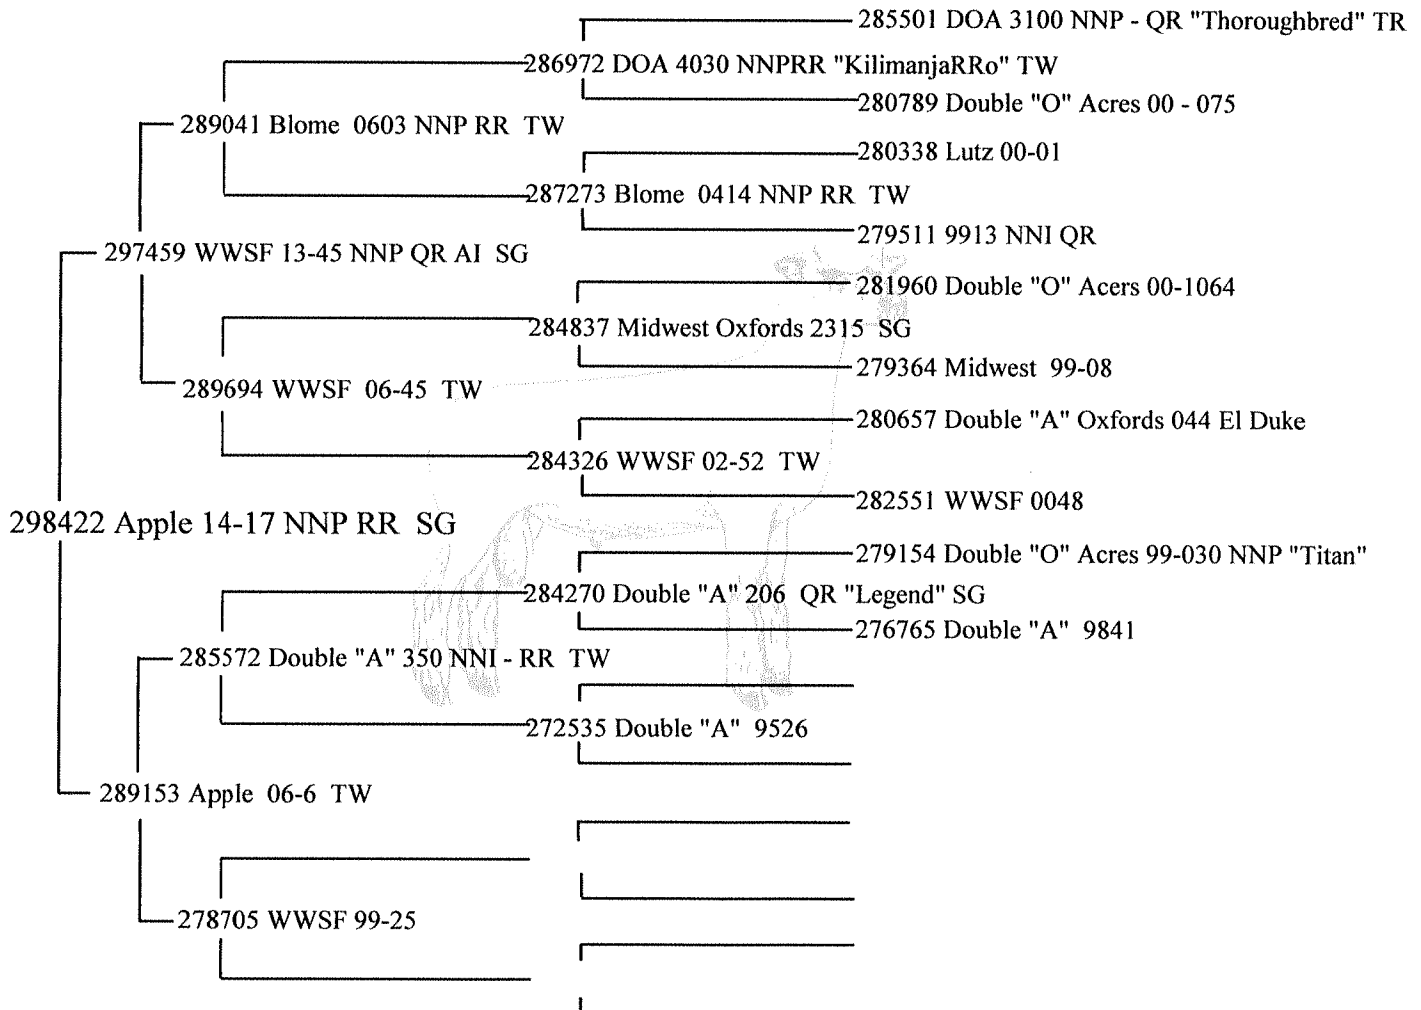 285501 DOA 3100 NNP - QR "Thoroughbred" TR
286972 DOA 4030 NNPRR "KilimanjaRRo" TW
280789 Double "O" Acres 00 - 075
289041 Blome 0603 NNP RR TW
280338 Lutz 00-01
287273 Blome 0414 NNP RR TW
279511 9913 NNI QR
297459 WWSF 13-45 NNP QR AI SG
281960 Double "O" Acers 00-1064
284837 Midwest Oxfords 2315 SG
279364 Midwest 99-08
289694 WWSF 06-45 TW
280657 Double "A" Oxfords 044 El Duke
284326 WWSF 02-52 TW
282551 WWSF 0048
298422 Apple 14-17 NNP RR SG
279154 Double "O" Acres 99-030 NNP "Titan"
284270 Double "A" 206 QR "Legend" SG
276765 Double "A" 9841
285572 Double "A" 350 NNI - RR TW
272535 Double "A" 9526
289153 Apple 06-6 TW
278705 WWSF 99-25